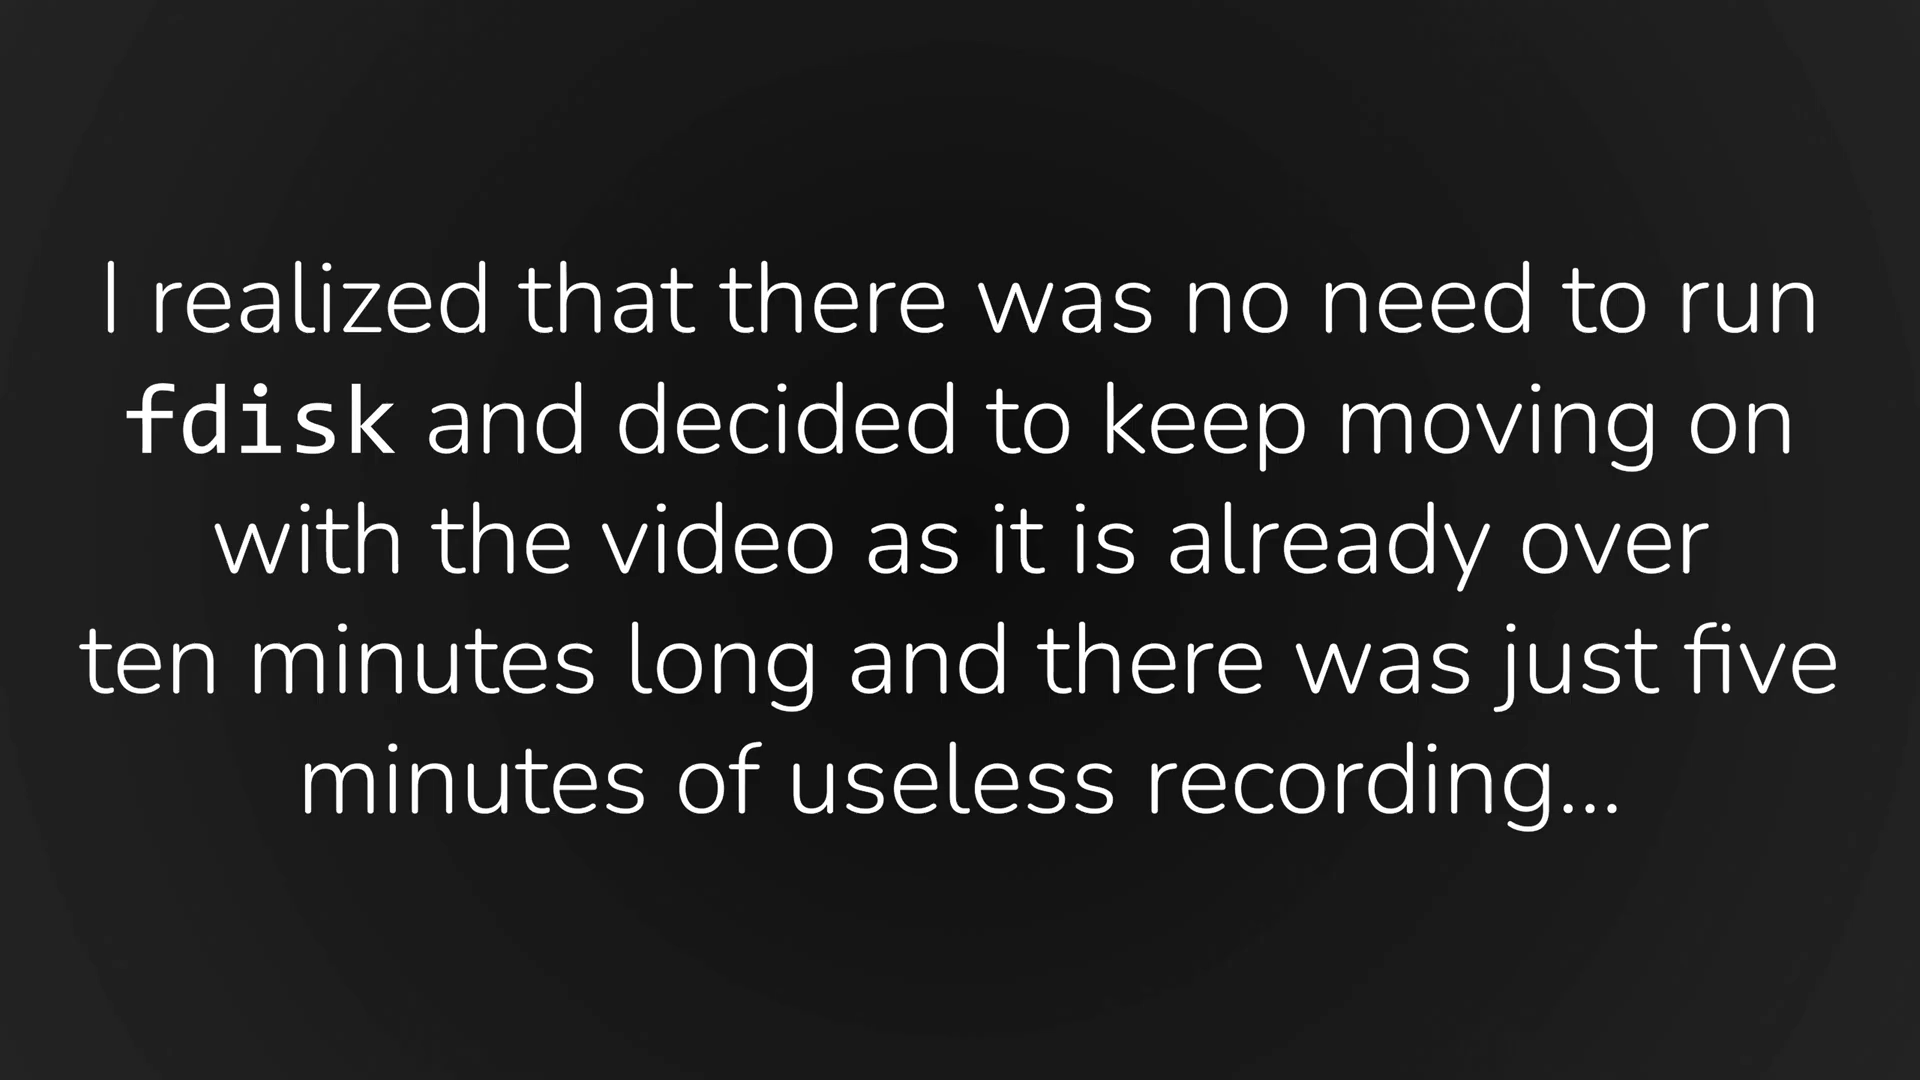 I realized that there was no need to run
fdisk and decided to keep moving on
with the video as it is already over
ten minutes long and there was just five
minutes of useless recording...